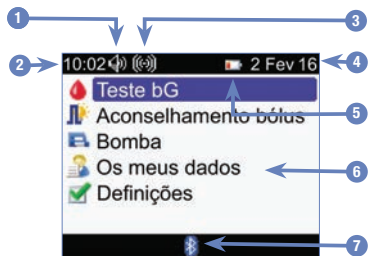 1
3
2
10:02
2 Fev 16
4
Teste bG
5
Aconselhamento bólus
Bomba
Os meus dados
6
Definições
7